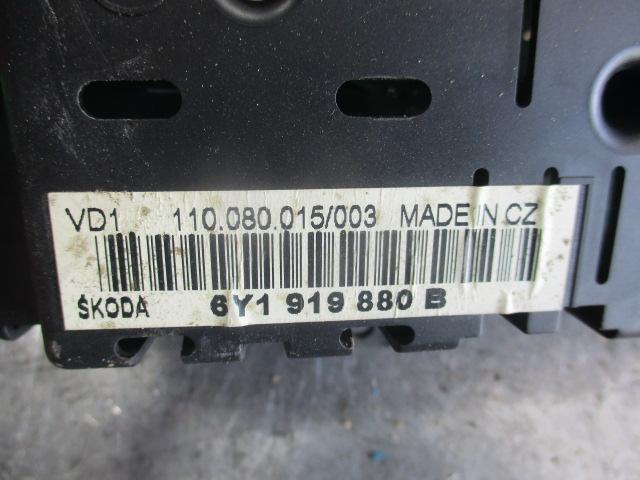 VD1 110.080.015/003 MADE IN CZ
ŠKODA 6Y1 919 880 B